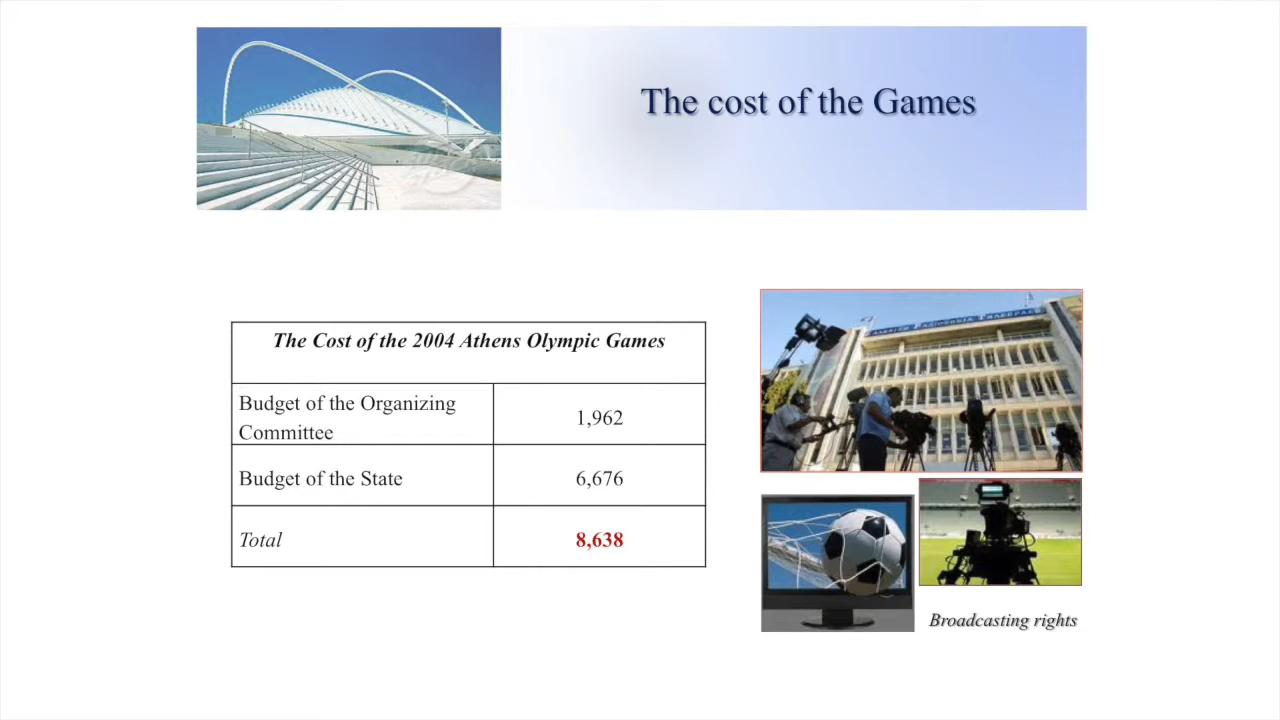 The cost of the Games
The Cost of the 2004 Athens Olympic Games
Budget of the Organizing
Committee
1,962
Budget of the State
6,676
Total
8,638
Broadcasting rights